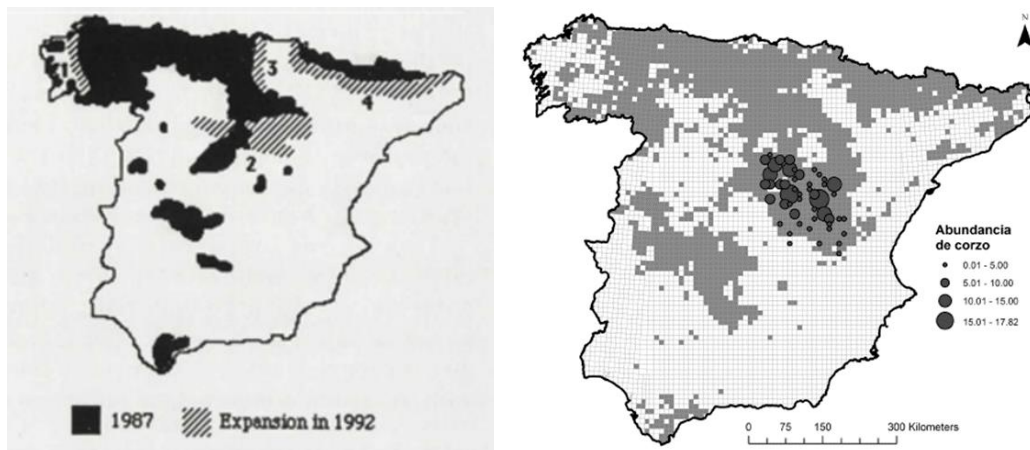 1
2
3
4
1987
Expansion in 1992
N
Abundancia
de corzo
0.01 - 5.00
5.01 - 10.00
10.01 - 15.00
15.01 - 17.82
0 75 150 300 Kilometers